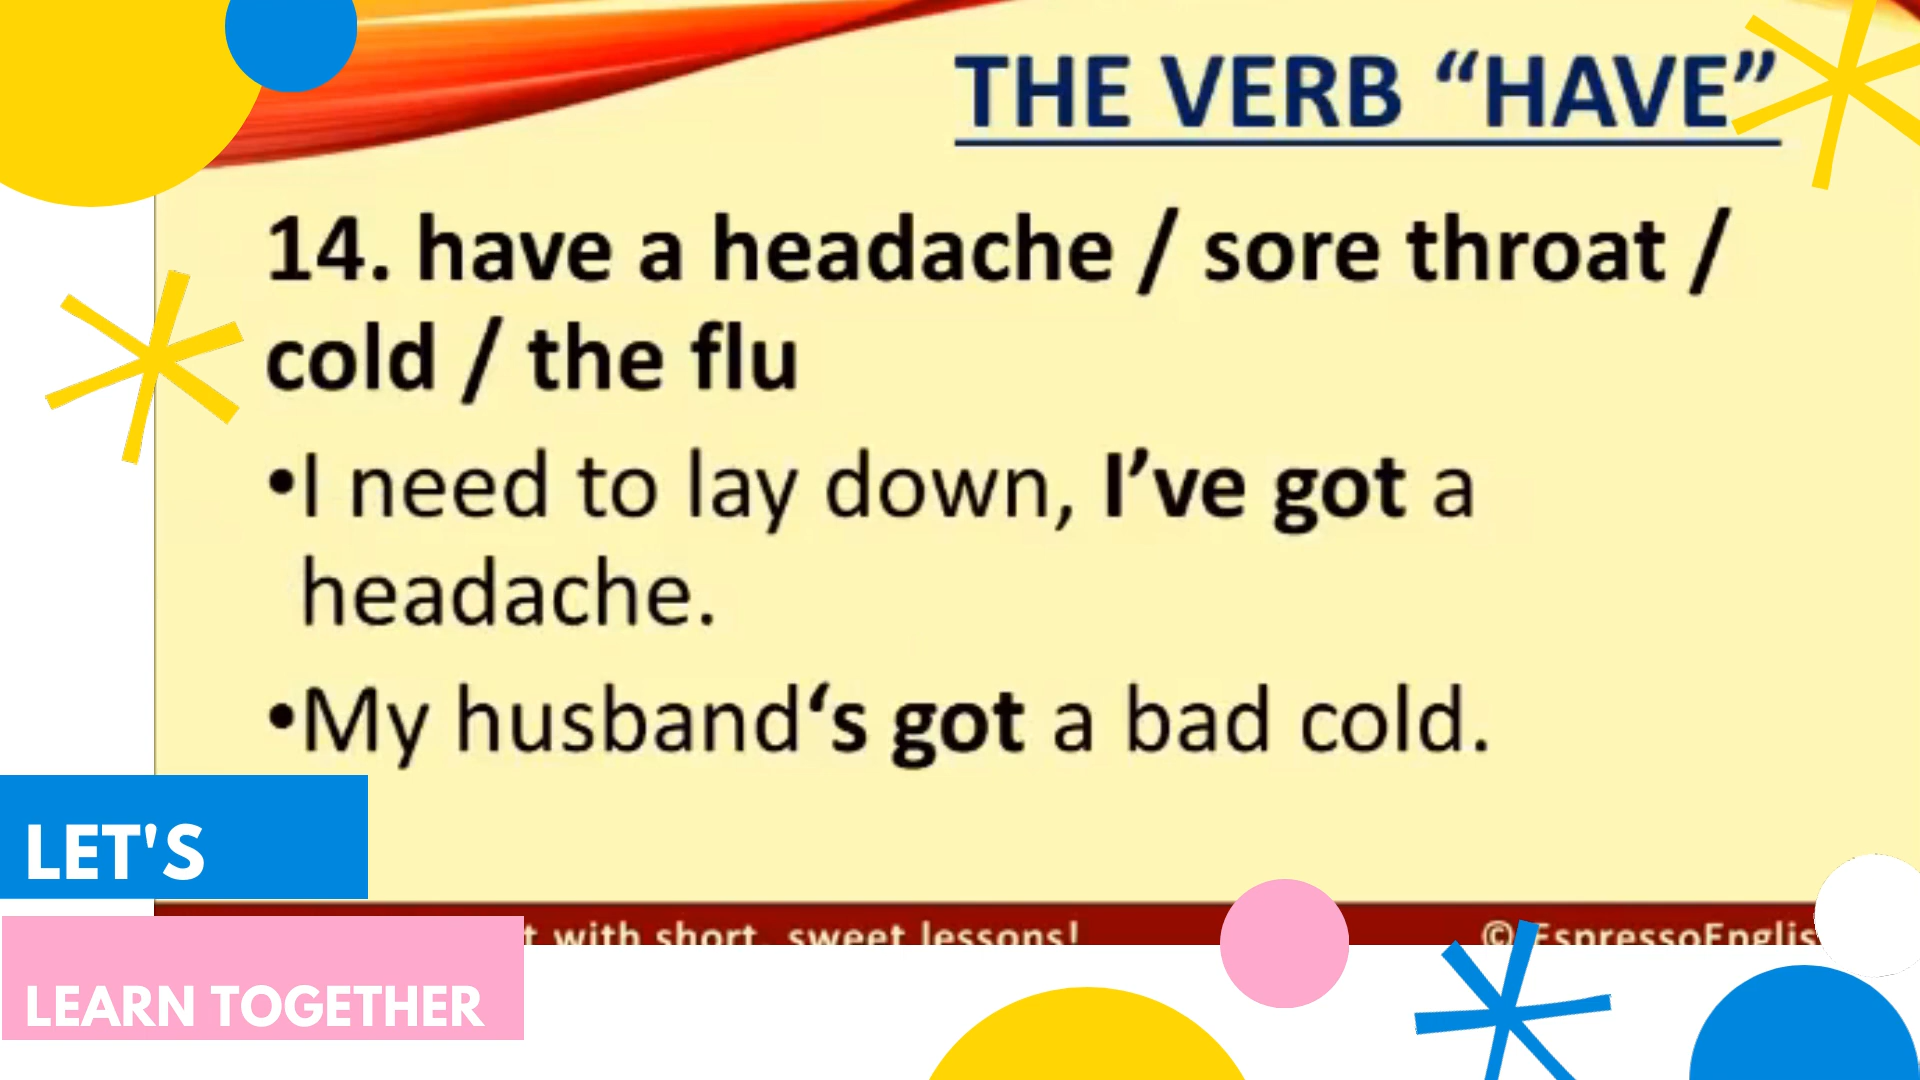 THE VERB “HAVE”
14. have a headache / sore throat /
cold / the flu
•I need to lay down, I’ve got a
headache.
•My husband‘s got a bad cold.
LET'S
with short, sweet lessons!
© EspressoEnglis
LEARN TOGETHER